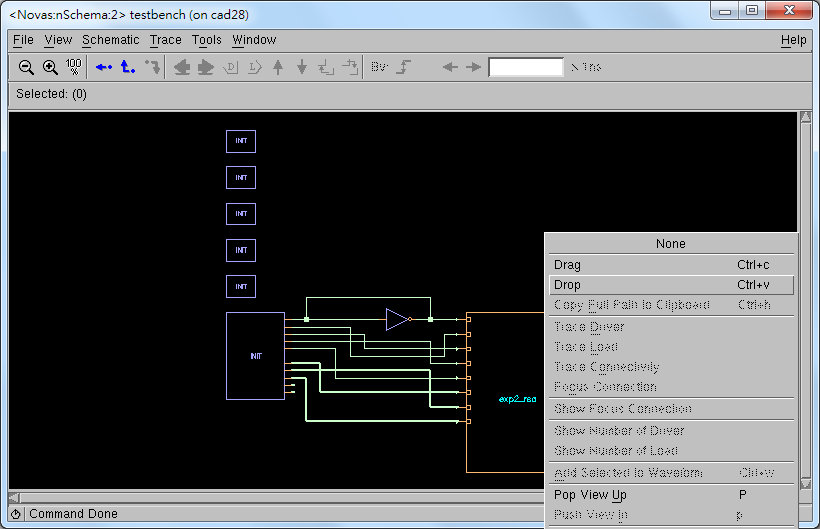 <Novas:nSchema:2> testbench (on cad28)
File View Schematic Trace Tools Window Help
100 %
By:
x 1ns
Selected: (0)
INIT
INIT
INIT
INIT
INIT
INIT
exp2_rsa
None
Drag Ctrl+c
Drop Ctrl+v
Copy Full Path to Clipboard Ctrl+h
Trace Driver
Trace Load
Trace Connectivity
Focus Connection
Show Focus Connection
Show Number of Driver
Show Number of Load
Add Selected to Waveform Ctrl+w
Pop View Up P
Push View In p
Command Done